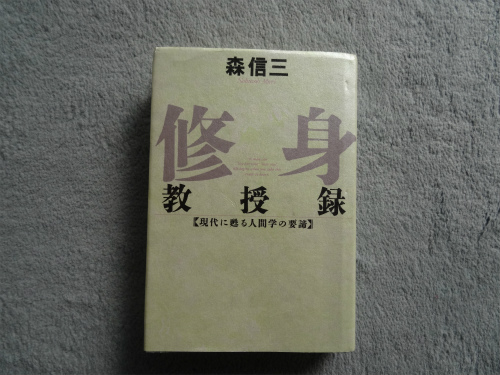 森信三
修身
教授録
【現代に甦る人間学の要諦】